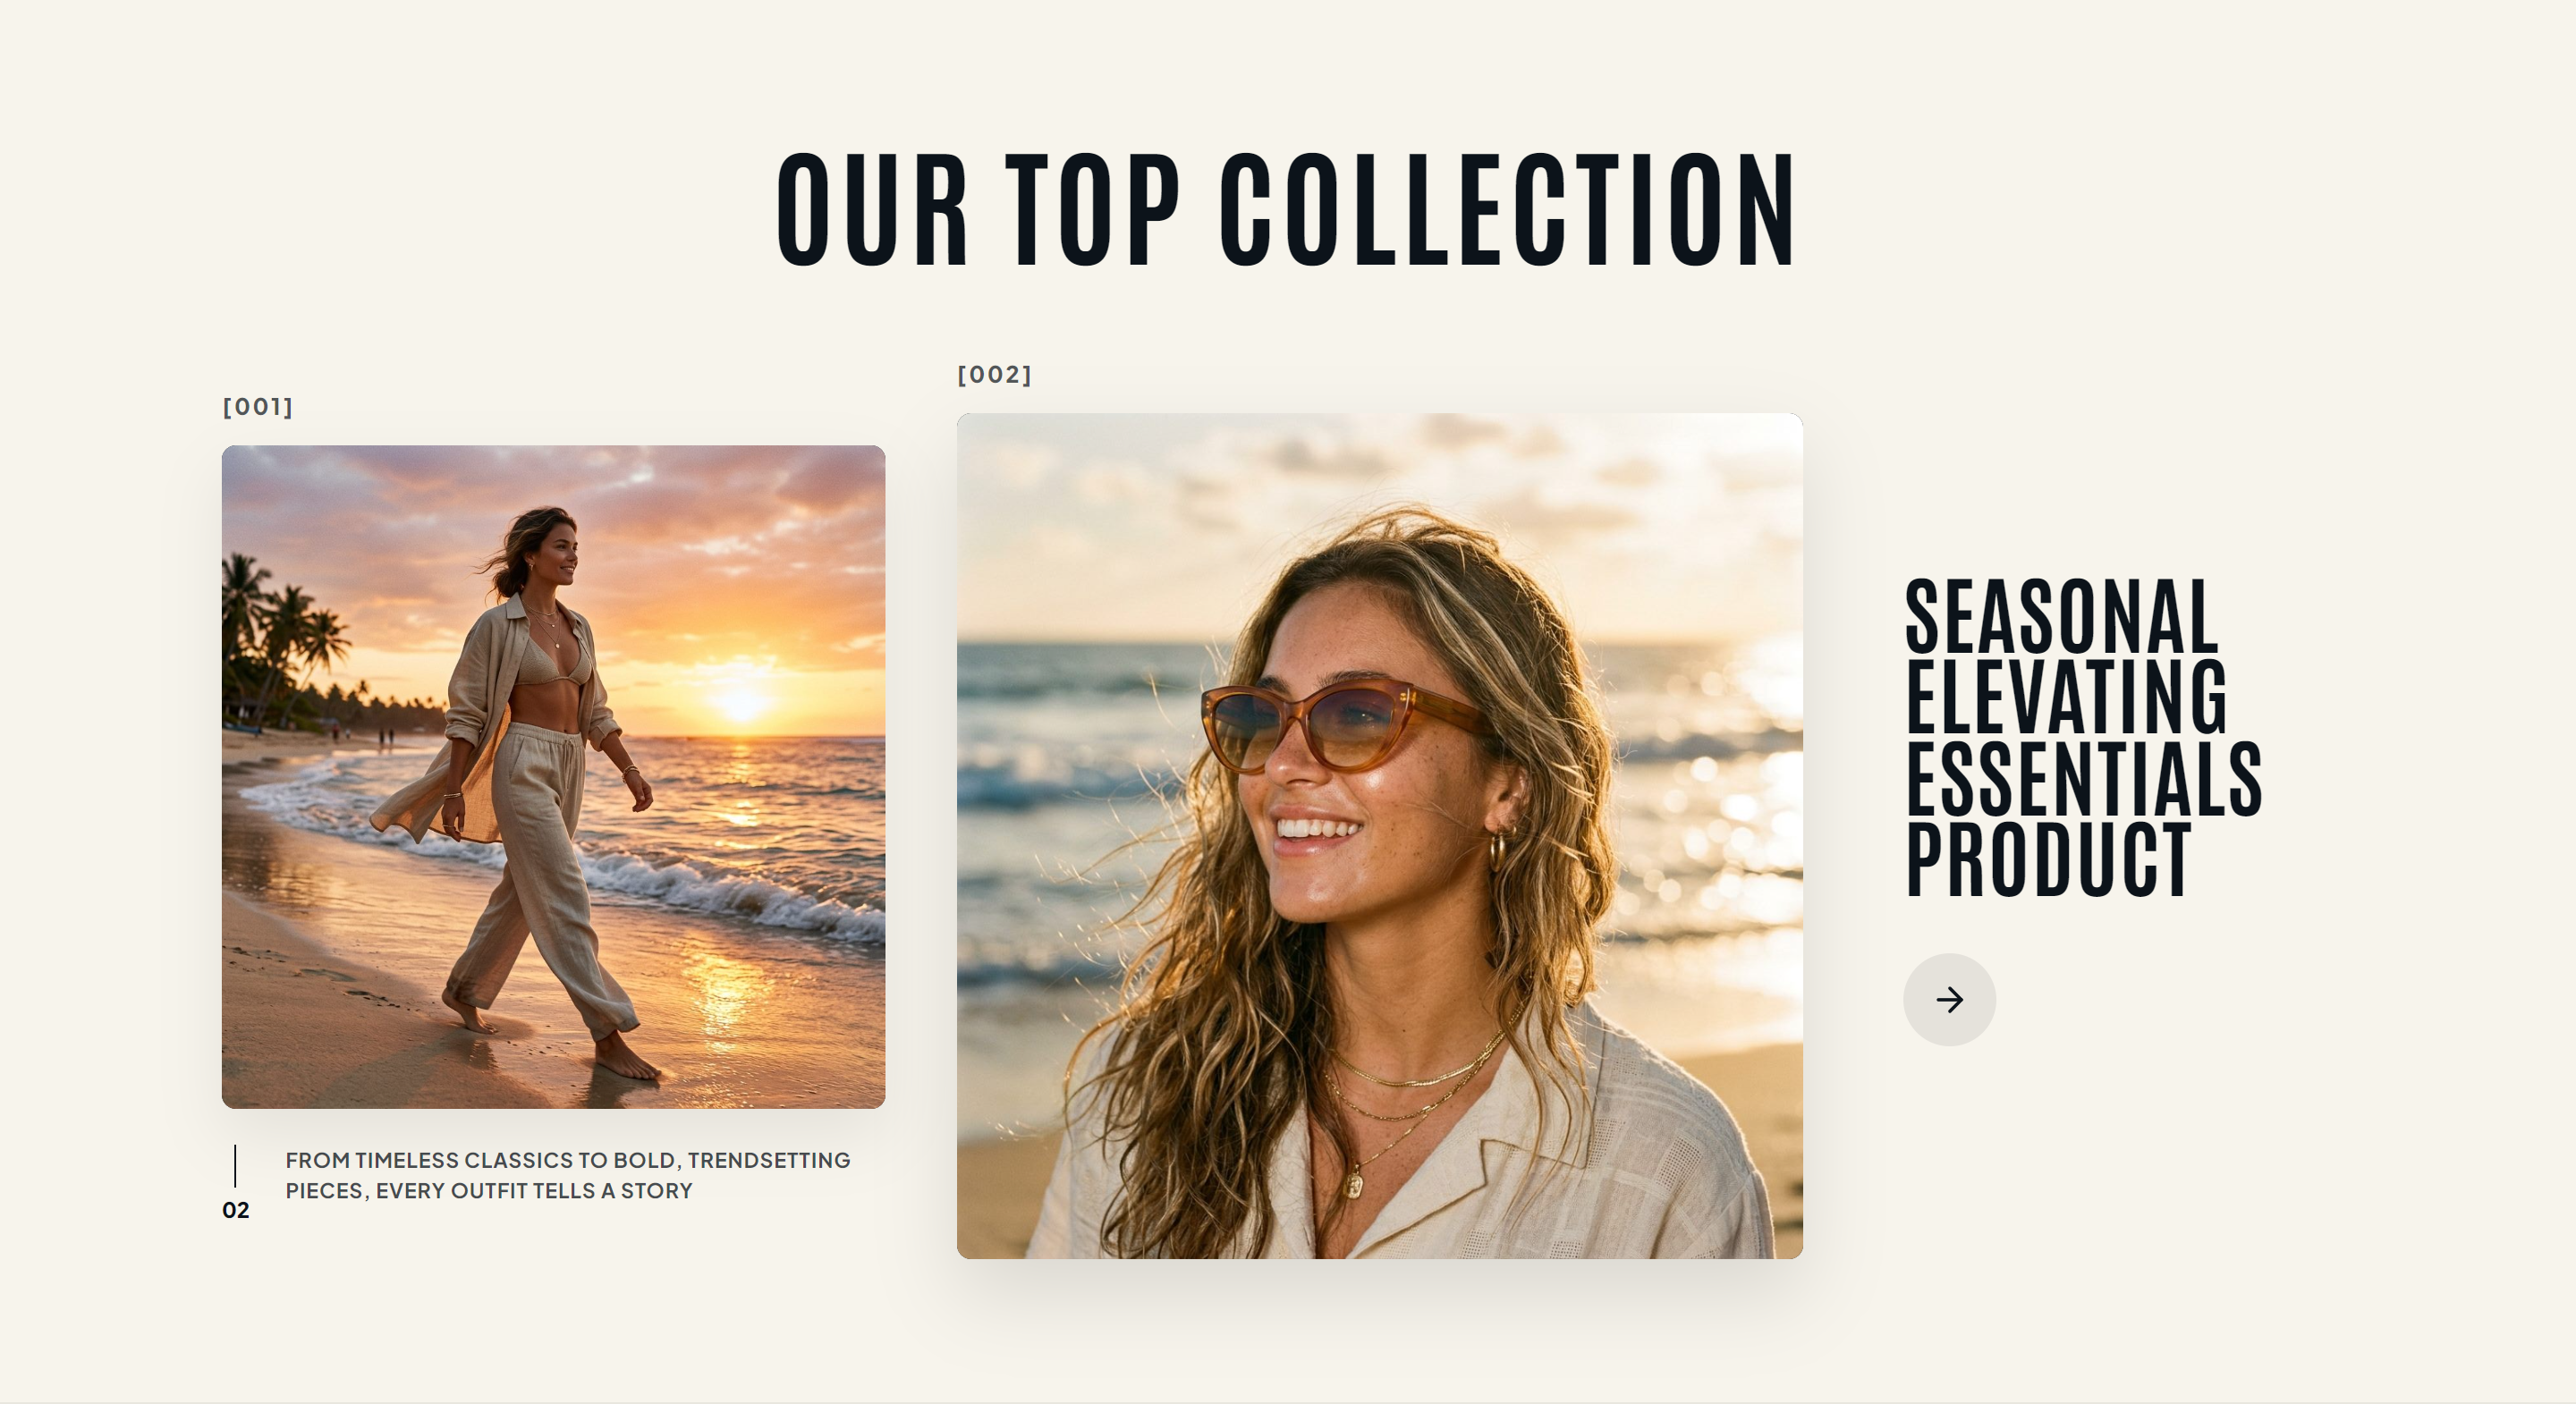 OUR TOP COLLECTION
[001]
[002]
SEASONAL
ELEVATING
ESSENTIALS
PRODUCT
FROM TIMELESS CLASSICS TO BOLD, TRENDSETTING
PIECES, EVERY OUTFIT TELLS A STORY
02